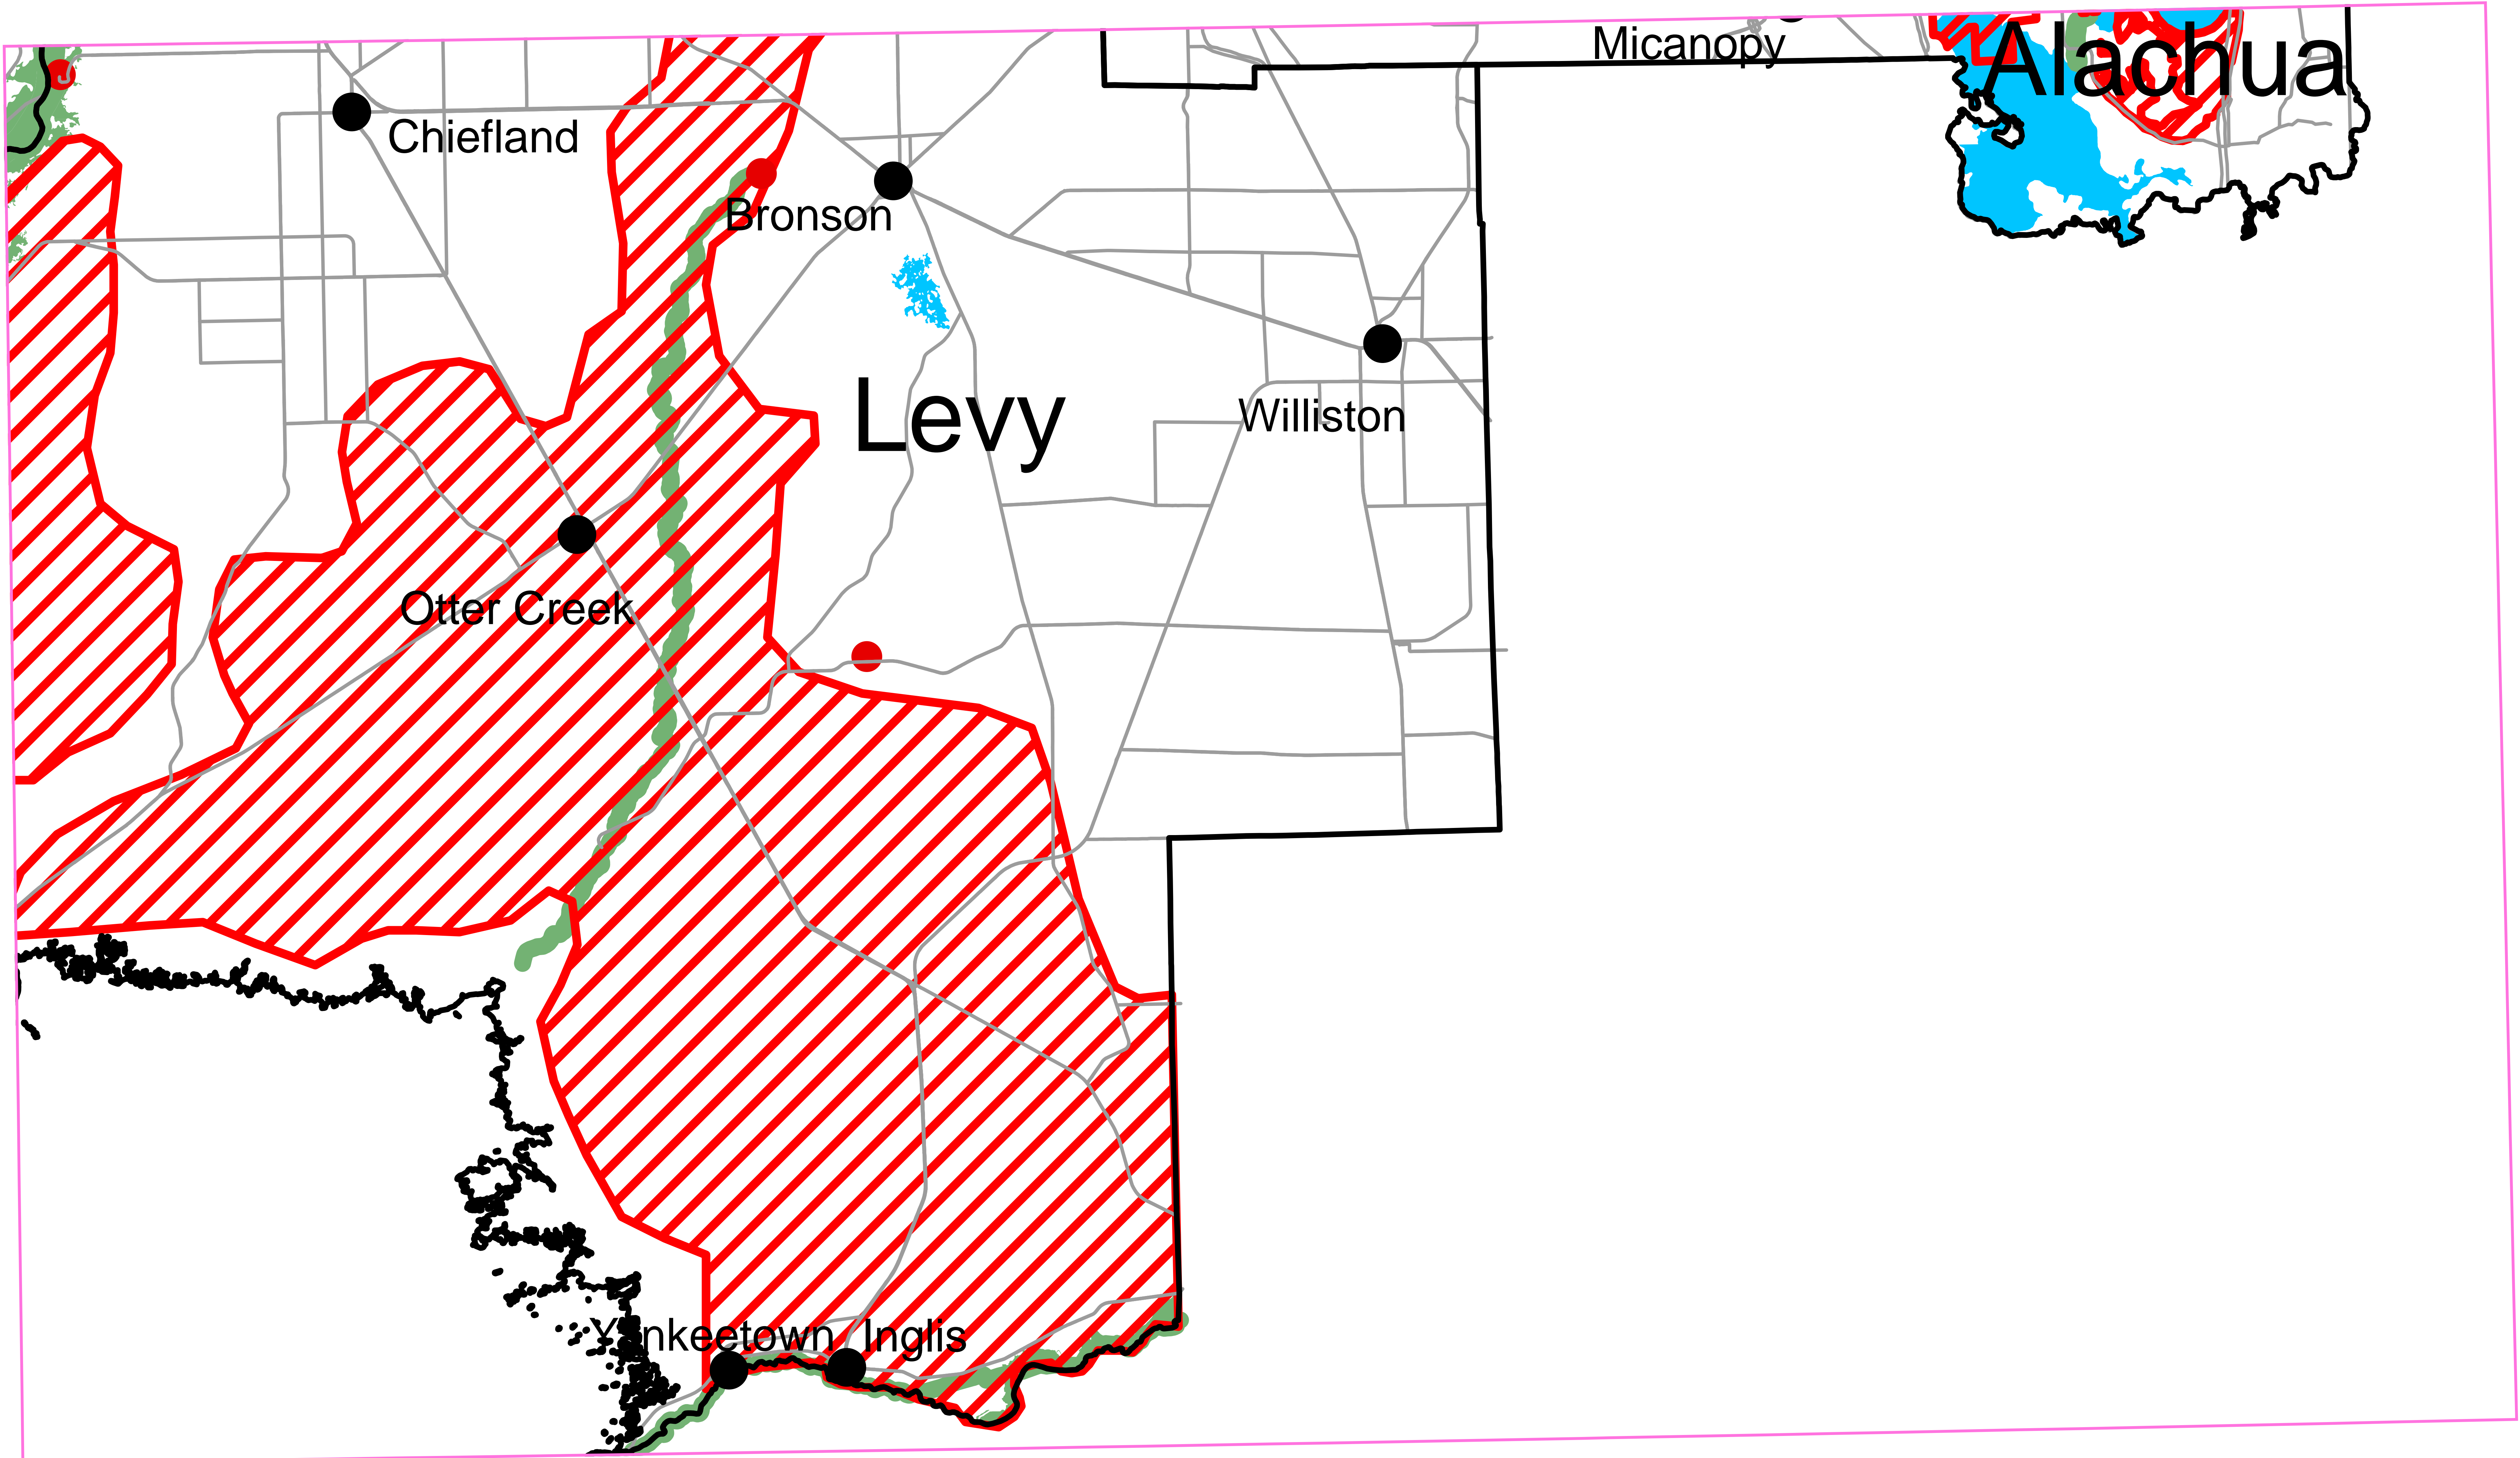 Micanopy
Alachua
Chiefland
Bronson
Levy
Williston
Otter Creek
Yankeetown
Inglis